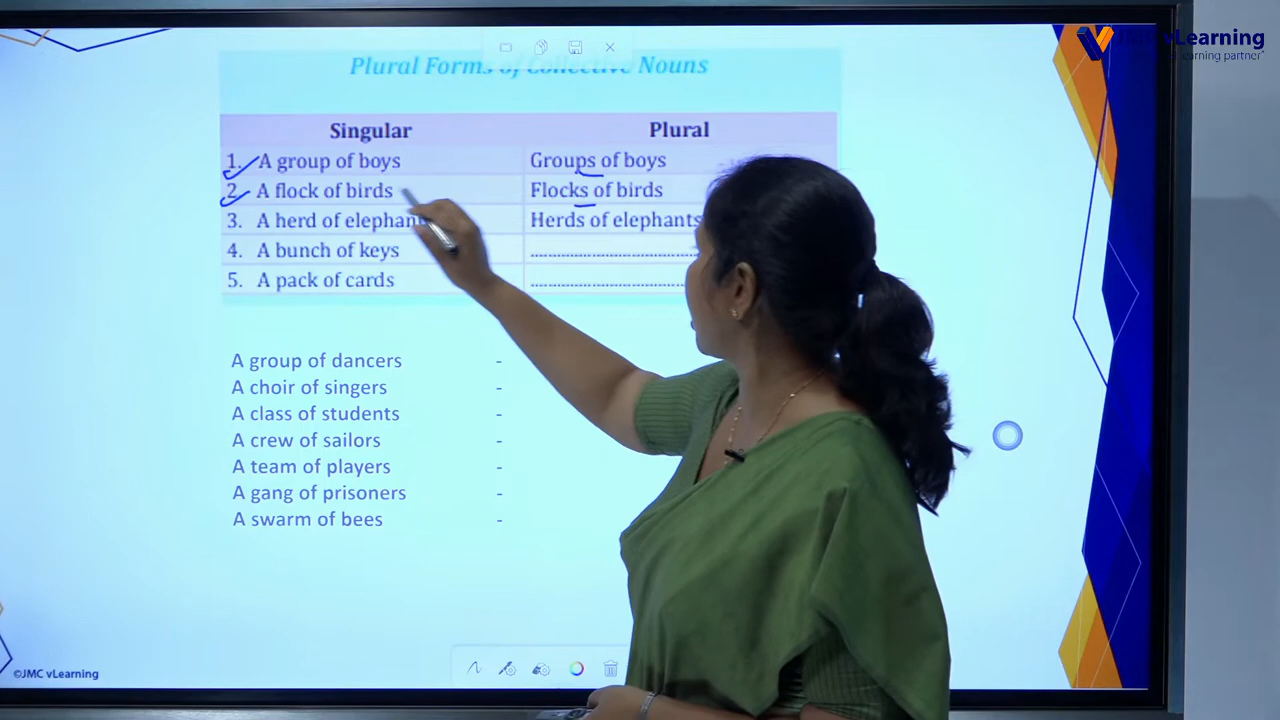 JMC vLearning
learning partner"
Plural Forms of Collective Nouns
Singular Plural
1. A group of boys Groups of boys
2. A flock of birds Flocks of birds
3. A herd of Herds of elephants
4. A bunch of keys ........................................
5. A pack of cards ........................................
A group of dancers -
A choir of singers -
A class of students -
A crew of sailors -
A team of players -
A gang of prisoners -
A swarm of bees -
©JMC vLearning